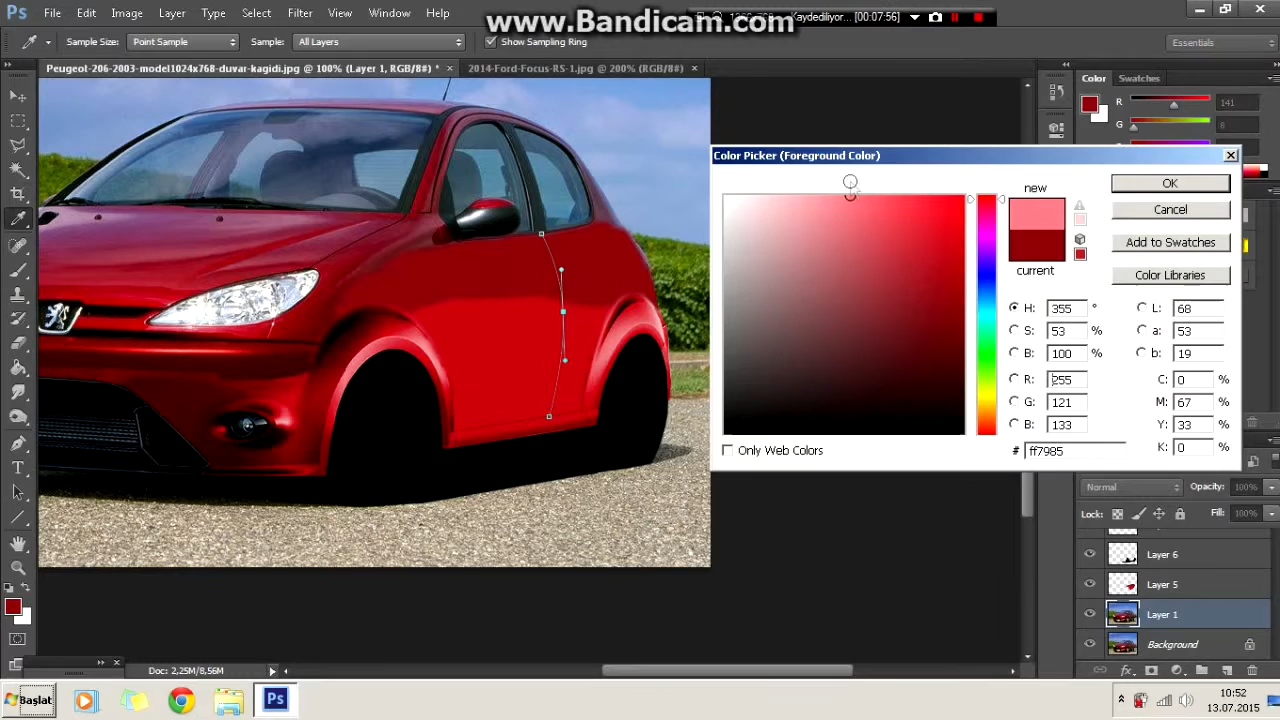 File Edit Image Layer Type Select Filter View Window Help
www.Bandicam.com
Kaydediliyor... [00:07:56]
Sample Size: Point Sample Sample: All Layers Show Sampling Ring Essentials
Peugeot-206-2003-model1024x768-duvar-kagidi.jpg @ 100% (Layer 1, RGB/8#) * × 2014-Ford-Focus-RS-1.jpg @ 200% (RGB/8#) ×
Color Swatches
R 141
G 8
Color Picker (Foreground Color)
new
current
OK
Cancel
Add to Swatches
Color Libraries
H: 355 ° L: 68
S: 53 % a: 53
B: 100 % b: 19
R: 255 C: 0 %
G: 121 M: 67 %
B: 133 Y: 33 %
# ff7985 K: 0 %
Only Web Colors
Normal Opacity: 100%
Lock: Fill: 100%
Layer 6
Layer 5
Layer 1
Background
Doc: 2,25M/8,56M
Başlat
Ps
10:52
13.07.2015